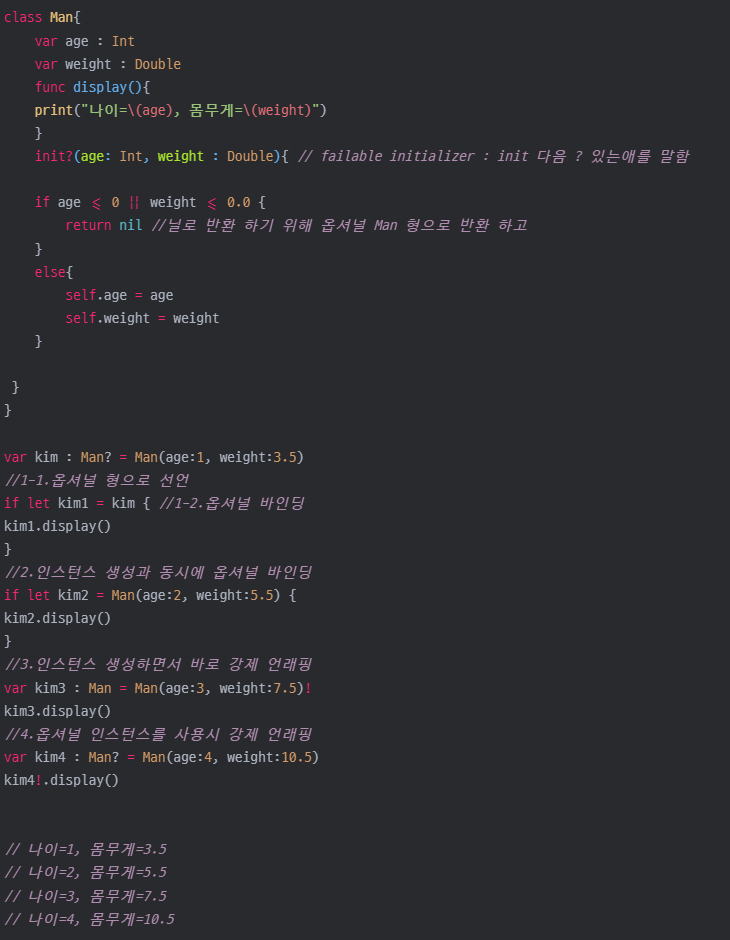 class Man{
    var age : Int
    var weight : Double
    func display(){
    print("나이=\(age), 몸무게=\(weight)")
    }
    init?(age: Int, weight : Double){ // failable initializer : init 다음 ? 있는애를 말함
    if age <= 0 || weight <= 0.0 {
        return nil //닐로 반환 하기 위해 옵셔널 Man 형으로 반환 하고
    }
    else{
        self.age = age
        self.weight = weight
    }
 }
}
var kim : Man? = Man(age:1, weight:3.5)
//1-1.옵셔널 형으로 선언
if let kim1 = kim { //1-2.옵셔널 바인딩
kim1.display()
}
//2.인스턴스 생성과 동시에 옵셔널 바인딩
if let kim2 = Man(age:2, weight:5.5) {
kim2.display()
}
//3.인스턴스 생성하면서 바로 강제 언래핑
var kim3 : Man = Man(age:3, weight:7.5)!
kim3.display()
//4.옵셔널 인스턴스를 사용시 강제 언래핑
var kim4 : Man? = Man(age:4, weight:10.5)
kim4!.display()
// 나이=1, 몸무게=3.5
// 나이=2, 몸무게=5.5
// 나이=3, 몸무게=7.5
// 나이=4, 몸무게=10.5